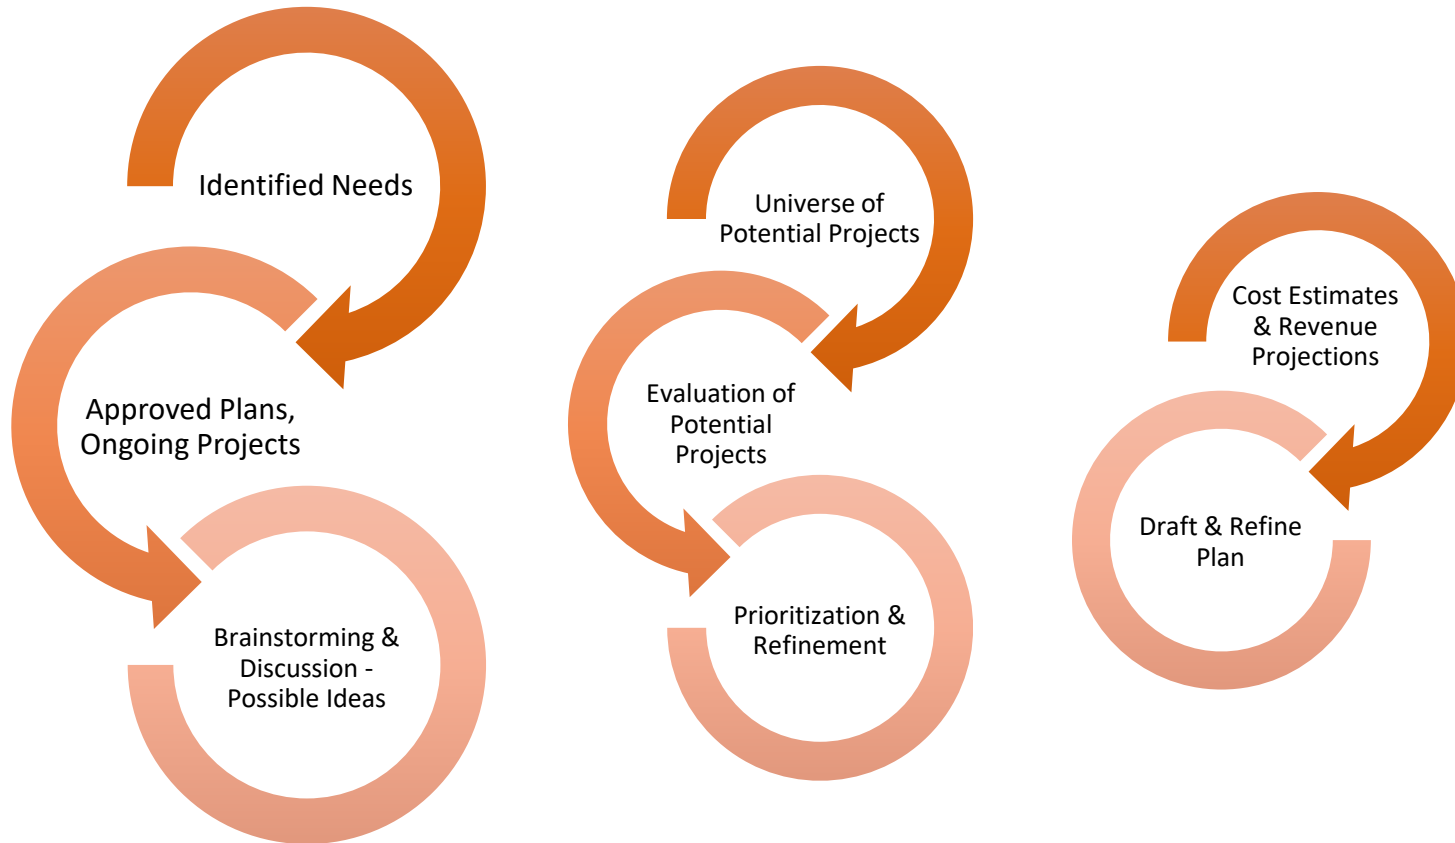 Identified Needs
Approved Plans,
Ongoing Projects
Brainstorming &
Discussion -
Possible Ideas
Universe of
Potential Projects
Evaluation of
Potential
Projects
Prioritization &
Refinement
Cost Estimates
& Revenue
Projections
Draft & Refine
Plan